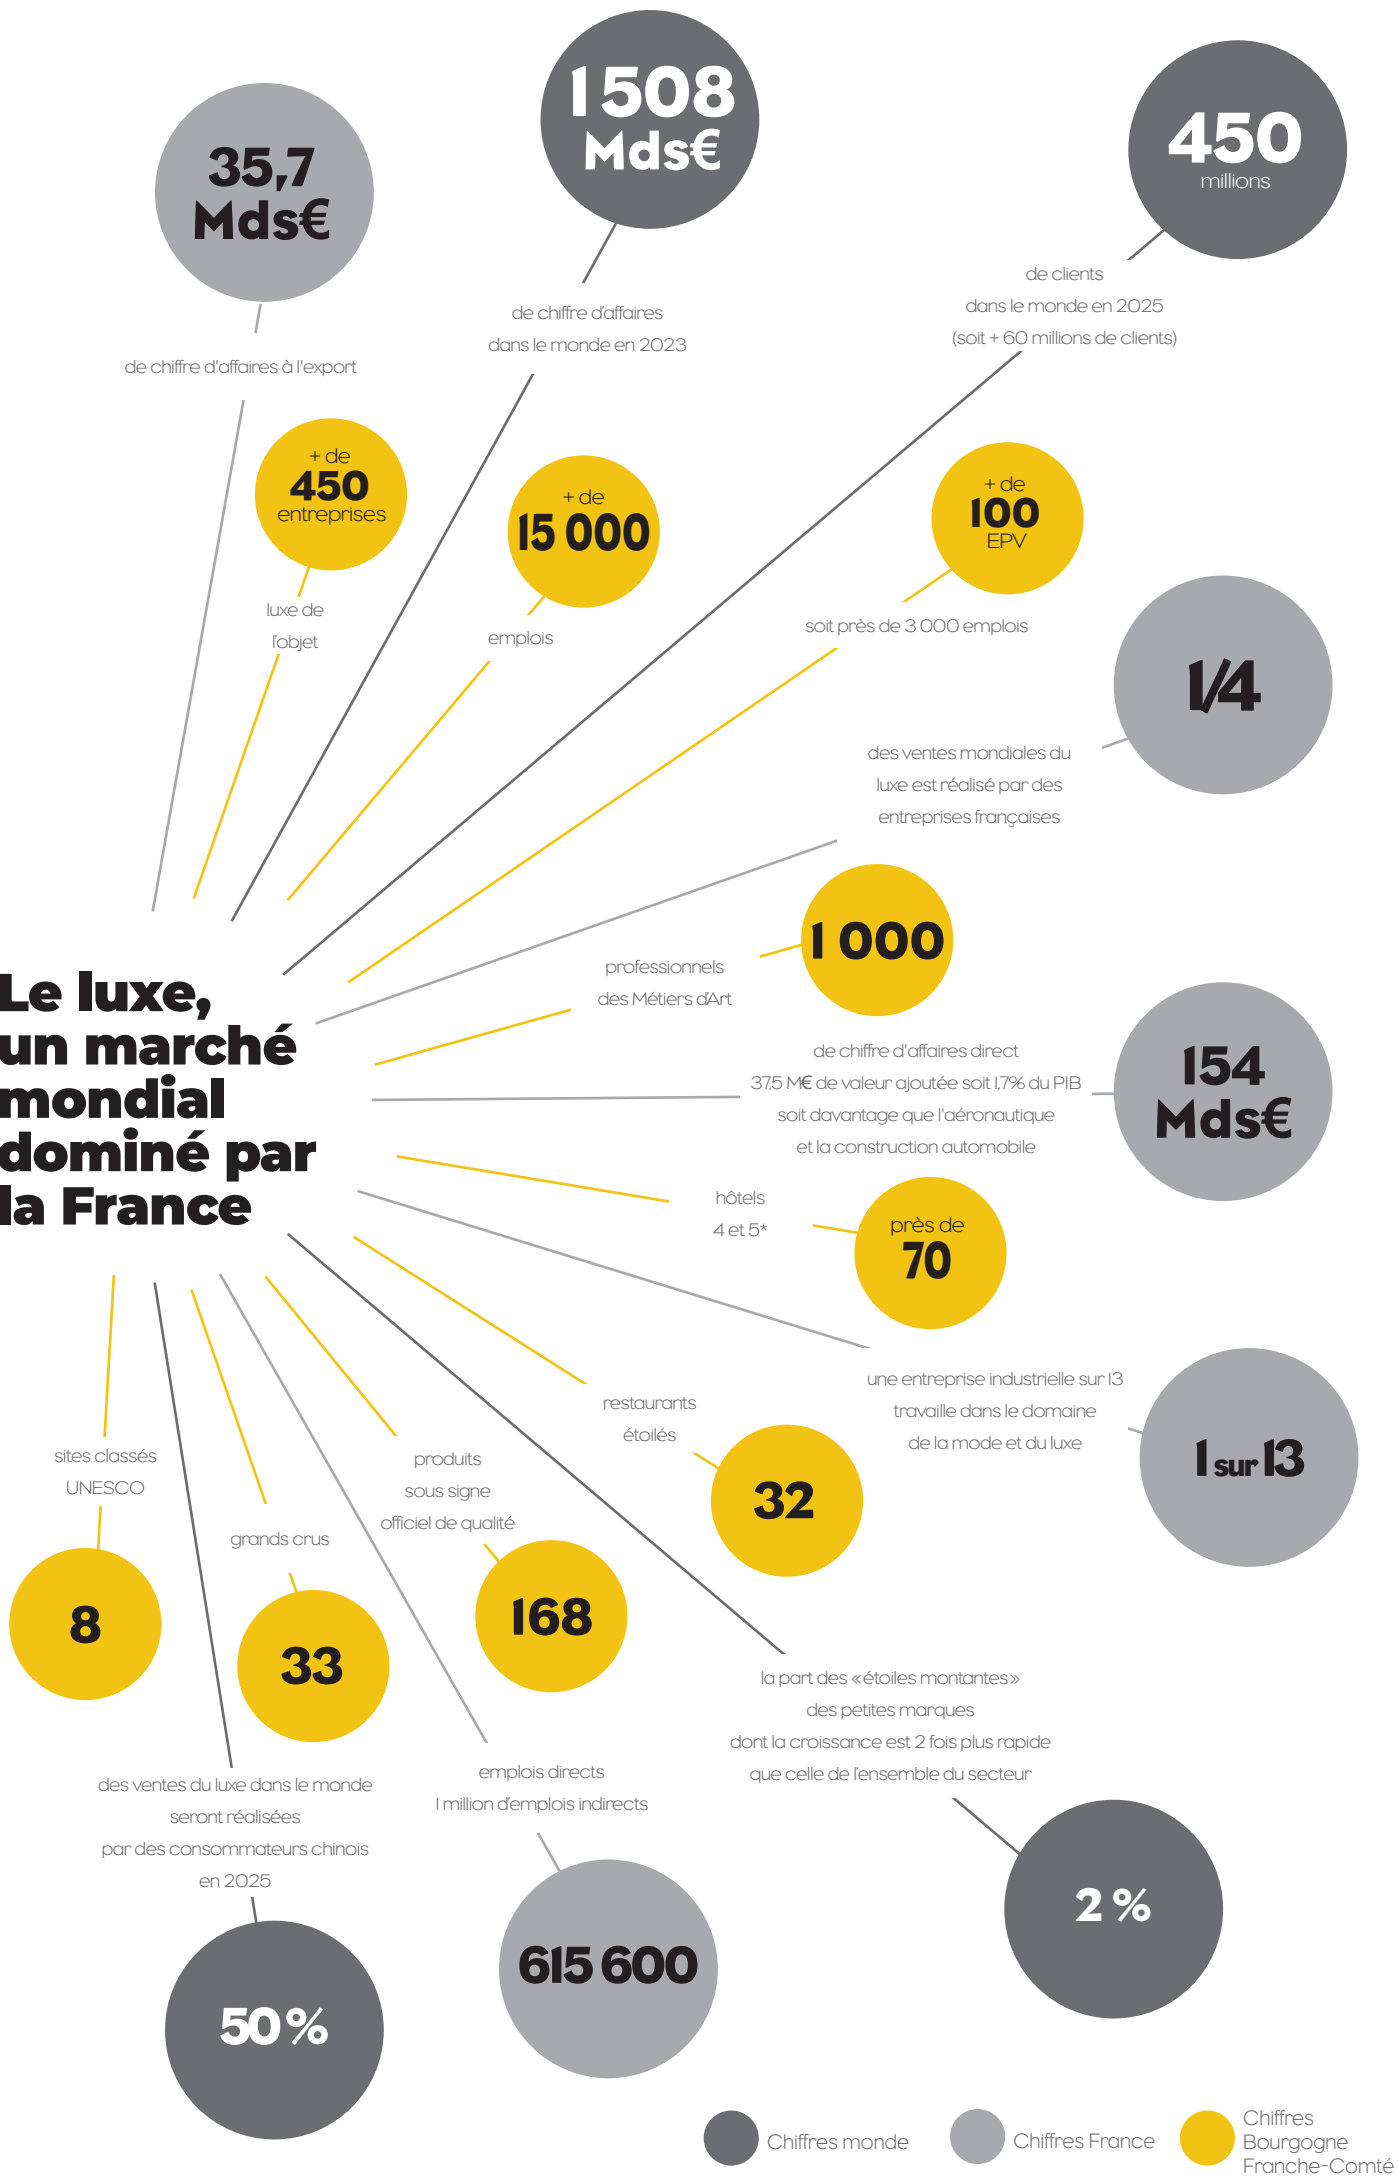 1 508
Mds€
450
millions
35,7
Mds€
de clients
dans le monde en 2025
(soit + 60 millions de clients)
de chiffre d'affaires
dans le monde en 2023
de chiffre d'affaires à l'export
+ de
450
entreprises
+ de
15 000
+ de
100
EPV
luxe de
l'objet
emplois
soit près de 3 000 emplois
1/4
des ventes mondiales du
luxe est réalisé par des
entreprises françaises
1 000
professionnels
des Métiers d'Art
Le luxe,
un marché
mondial
dominé par
la France
de chiffre d'affaires direct
37,5 M€ de valeur ajoutée soit 1,7% du PIB
soit davantage que l'aéronautique
et la construction automobile
154
Mds€
hôtels
4 et 5*
près de
70
une entreprise industrielle sur 13
travaille dans le domaine
de la mode et du luxe
1 sur 13
restaurants
étoilés
32
sites classés
UNESCO
8
grands crus
33
produits
sous signe
officiel de qualité
168
la part des « étoiles montantes »
des petites marques
dont la croissance est 2 fois plus rapide
que celle de l'ensemble du secteur
2 %
des ventes du luxe dans le monde
seront réalisées
par des consommateurs chinois
en 2025
50 %
emplois directs
1 million d'emplois indirects
615 600
Chiffres monde
Chiffres France
Chiffres
Bourgogne
Franche-Comté